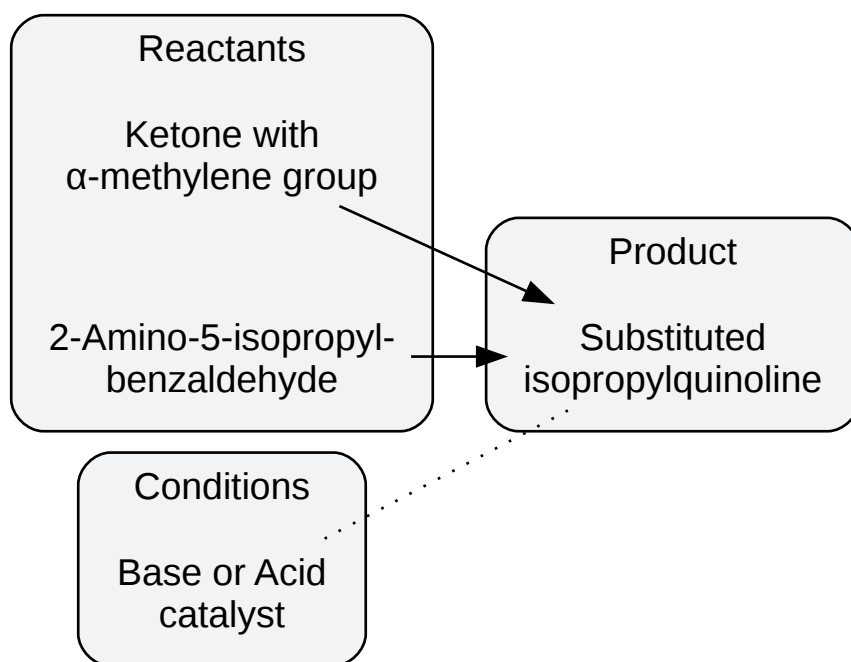 Reactants
Ketone with
α-methylene group
2-Amino-5-isopropyl-
benzaldehyde
Product
Substituted
isopropylquinoline
Conditions
Base or Acid
catalyst